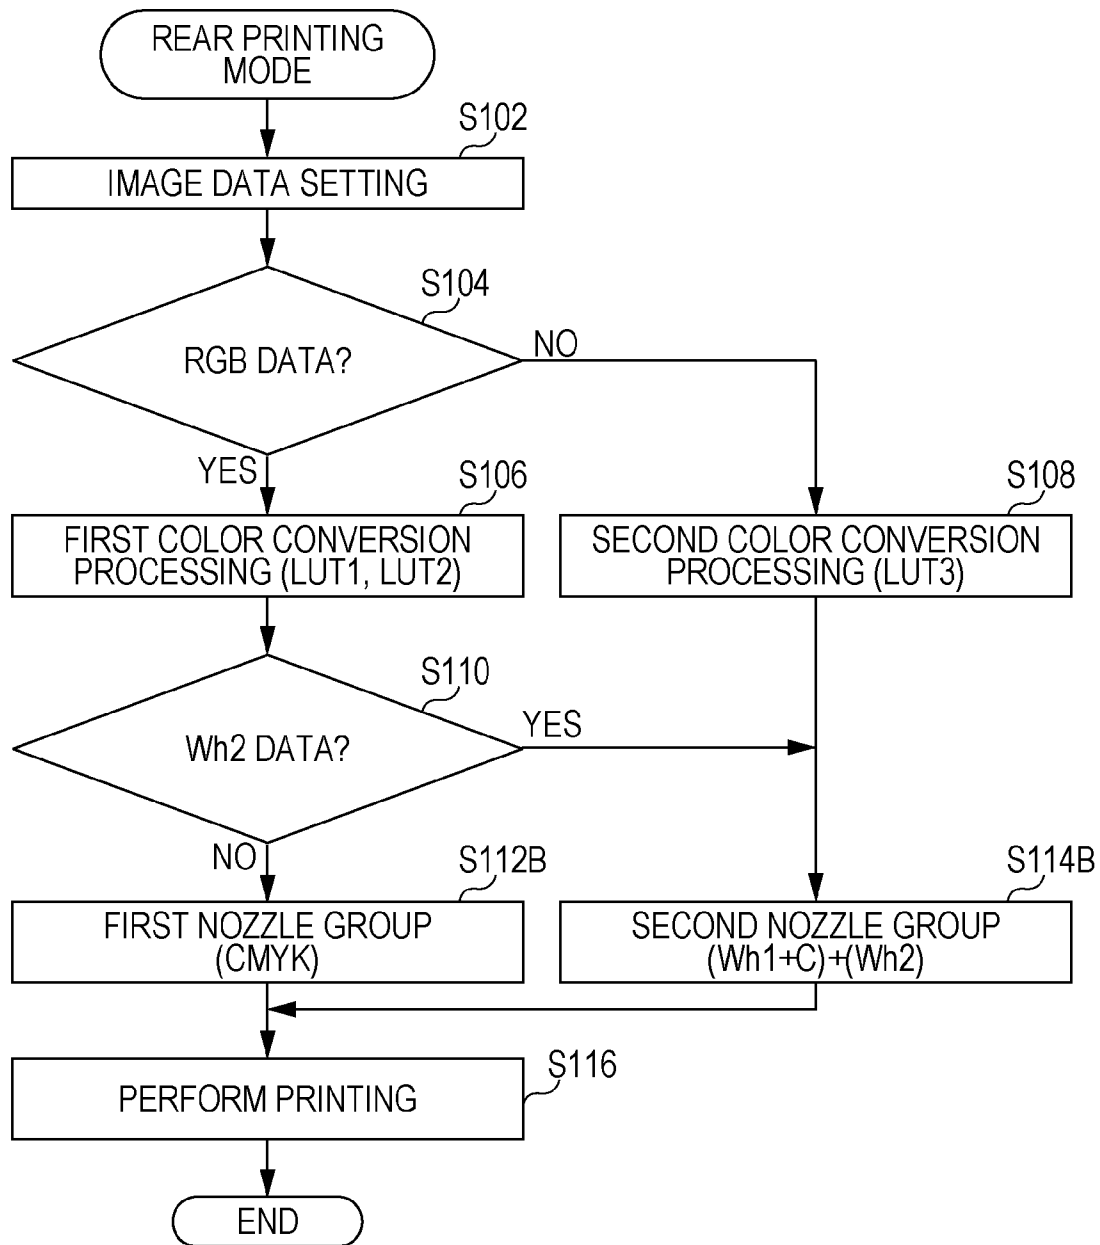 REAR PRINTING
MODE
S102
IMAGE DATA SETTING
S104
RGB DATA?
NO
YES
S106
FIRST COLOR CONVERSION
PROCESSING (LUT1, LUT2)
S108
SECOND COLOR CONVERSION
PROCESSING (LUT3)
S110
Wh2 DATA?
YES
NO
S112B
FIRST NOZZLE GROUP
(CMYK)
S114B
SECOND NOZZLE GROUP
(Wh1+C)+(Wh2)
S116
PERFORM PRINTING
END